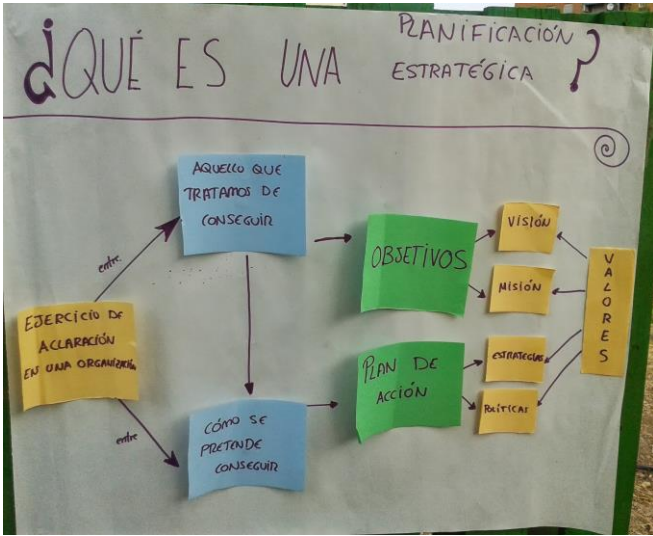 ¿QUÉ ES UNA PLANIFICACIÓN
ESTRATÉGICA?
AQUELLO QUE
TRATAMOS DE
CONSEGUIR
entre
EJERCICIO DE
ACLARACIÓN
EN UNA ORGANIZACIÓN
entre
CÓMO SE
PRETENDE
CONSEGUIR
OBJETIVOS
PLAN DE
ACCIÓN
VISIÓN
MISIÓN
ESTRATEGIAS
POLÍTICAS
VALORES